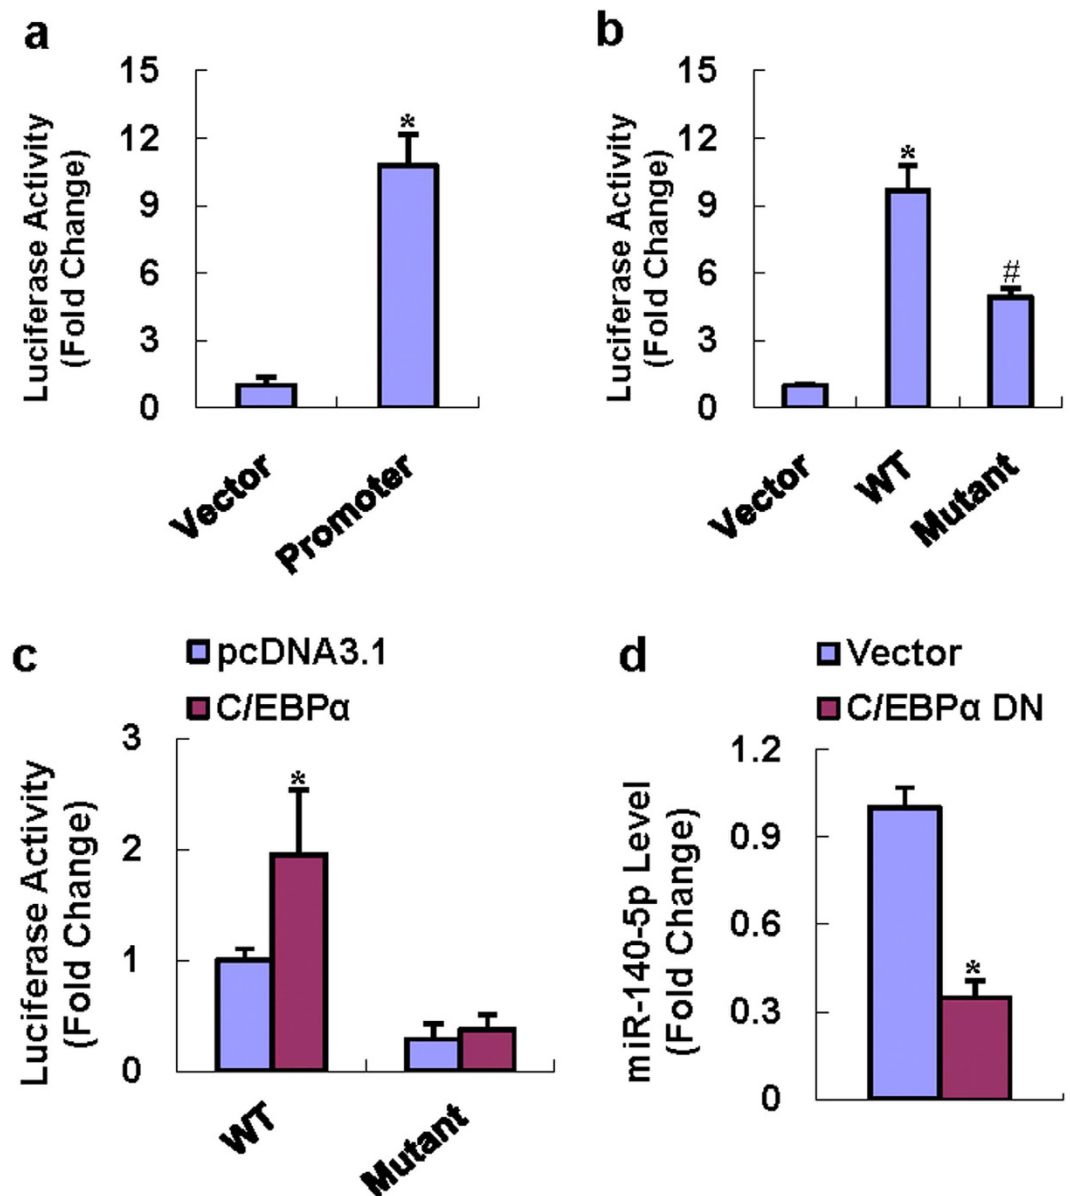 a
Luciferase Activity
(Fold Change)
15
12
9
6
3
0
*
Vector
Promoter
b
Luciferase Activity
(Fold Change)
15
12
9
6
3
0
*
#
Vector
WT
Mutant
c
pcDNA3.1
C/EBPα
Luciferase Activity
(Fold Change)
3
2
1
0
*
WT
Mutant
d
Vector
C/EBPα DN
miR-140-5p Level
(Fold Change)
1.2
0.9
0.6
0.3
0
*